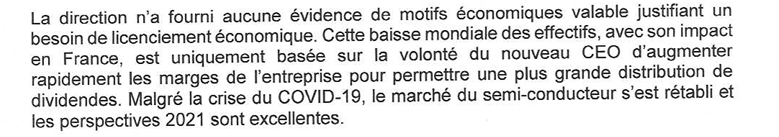 La direction n'a fourni aucune évidence de motifs économiques valable justifiant un
besoin de licenciement économique. Cette baisse mondiale des effectifs, avec son impact
en France, est uniquement basée sur la volonté du nouveau CEO d'augmenter
rapidement les marges de l'entreprise pour permettre une plus grande distribution de
dividendes. Malgré la crise du COVID-19, le marché du semi-conducteur s'est rétabli et
les perspectives 2021 sont excellentes.